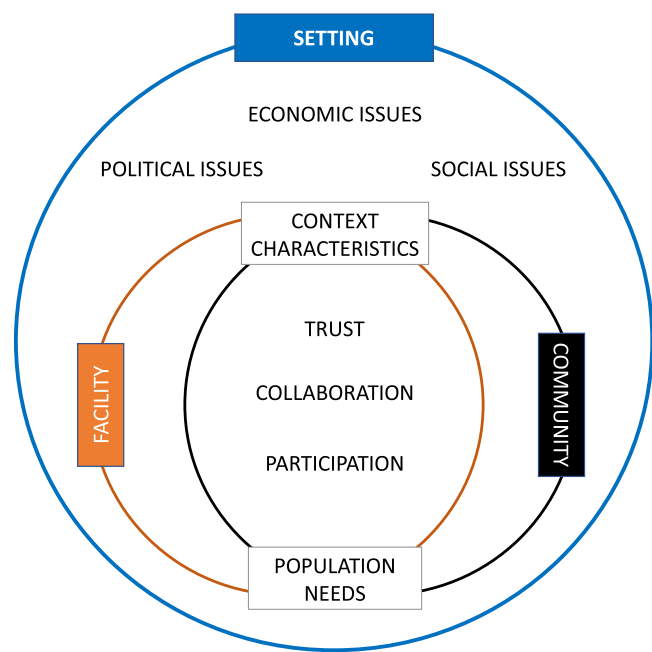 SETTING
ECONOMIC ISSUES
POLITICAL ISSUES
SOCIAL ISSUES
CONTEXT
CHARACTERISTICS
TRUST
COLLABORATION
PARTICIPATION
FACILITY
COMMUNITY
POPULATION
NEEDS